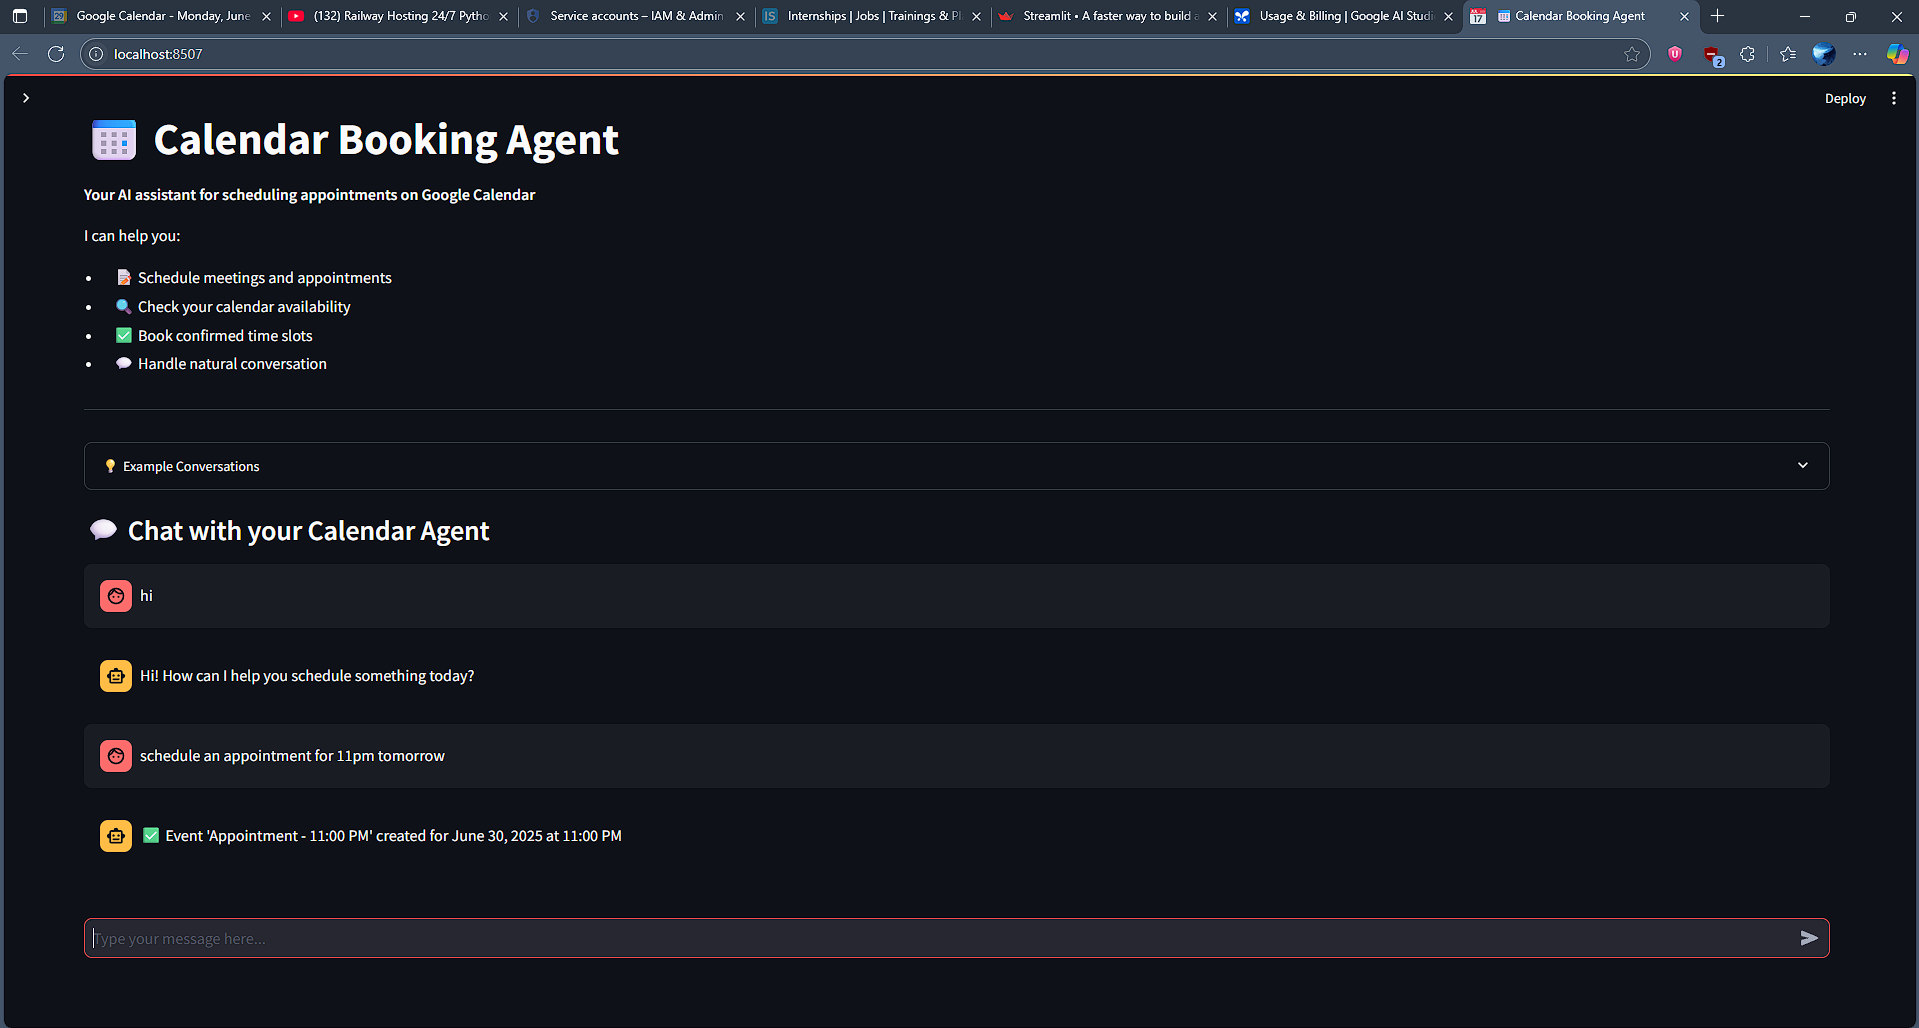 Google Calendar - Monday, June
(132) Railway Hosting 24/7 Pytho
Service accounts – IAM & Admin
IS
Internships | Jobs | Trainings & Pl
Streamlit • A faster way to build a
Usage & Billing | Google AI Studi
17
Calendar Booking Agent
localhost:8507
2
Deploy
Calendar Booking Agent
Your AI assistant for scheduling appointments on Google Calendar
I can help you:
• Schedule meetings and appointments
• Check your calendar availability
• Book confirmed time slots
• Handle natural conversation
Example Conversations
Chat with your Calendar Agent
hi
Hi! How can I help you schedule something today?
schedule an appointment for 11pm tomorrow
Event 'Appointment - 11:00 PM' created for June 30, 2025 at 11:00 PM
Type your message here...